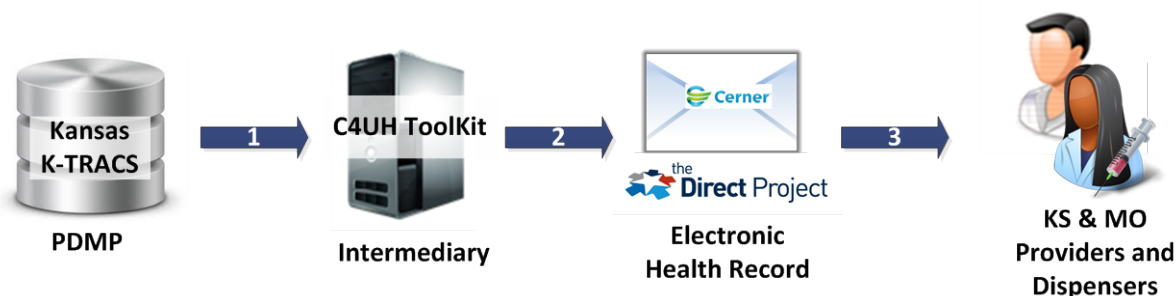 Kansas
K-TRACS
PDMP
1
C4UH ToolKit
Intermediary
2
Cerner
the
Direct Project
Electronic
Health Record
3
KS & MO
Providers and
Dispensers